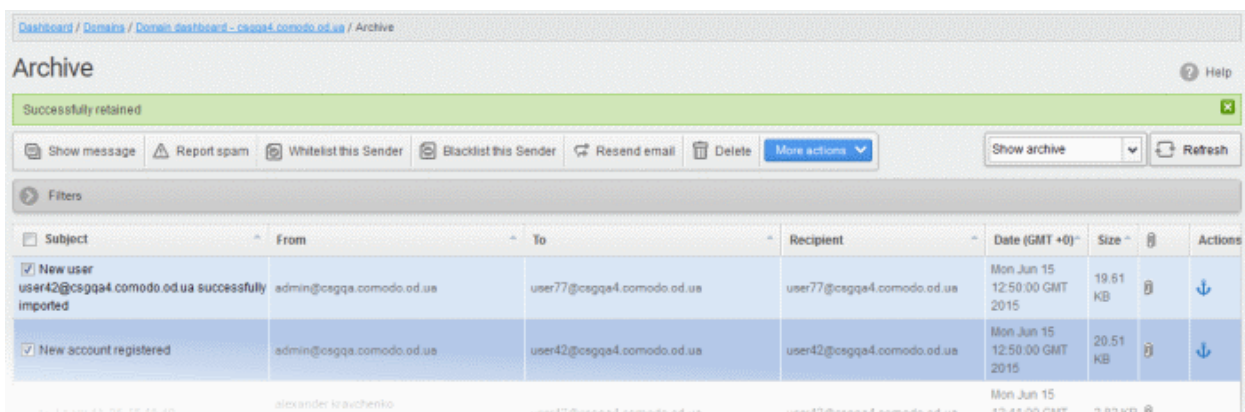 Dashboard / Domains / Domain dashboard - csgqa4.comodo.od.ua / Archive
Archive
Help
Successfully retained
Show message Report spam Whitelist this Sender Blacklist this Sender Resend email Delete More actions Show archive Refresh
Filters
Subject From To Recipient Date (GMT +0) Size Actions
New user user42@csgqa4.comodo.od.ua successfully imported admin@csgqa.comodo.od.ua user77@csgqa4.comodo.od.ua user77@csgqa4.comodo.od.ua Mon Jun 15 12:50:00 GMT 2015 19.61 KB
New account registered admin@csgqa.comodo.od.ua user42@csgqa4.comodo.od.ua user42@csgqa4.comodo.od.ua Mon Jun 15 12:50:00 GMT 2015 20.51 KB
alexander kravchenko Mon Jun 15